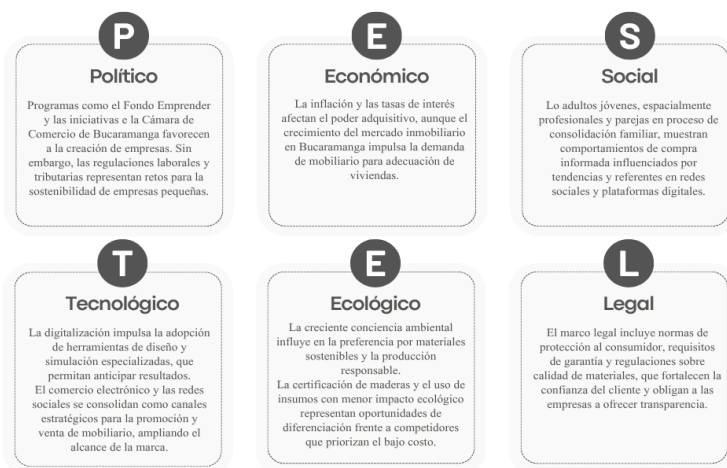 P
Político
Programas como el Fondo Emprender
y las iniciativas e la Cámara de
Comercio de Bucaramanga favorecen
a la creación de empresas. Sin
embargo, las regulaciones laborales y
tributarias representan retos para la
sostenibilidad de empresas pequeñas.
E
Económico
La inflación y las tasas de interés
afectan el poder adquisitivo, aunque el
crecimiento del mercado inmobiliario
en Bucaramanga impulsa la demanda
de mobiliario para adecuación de
viviendas.
S
Social
Lo adultos jóvenes, espacialmente
profesionales y parejas en proceso de
consolidación familiar, muestran
comportamientos de compra
informada influenciados por
tendencias y referentes en redes
sociales y plataformas digitales.
T
Tecnológico
La digitalización impulsa la adopción
de herramientas de diseño y
simulación especializadas, que
permitan anticipar resultados.
El comercio electrónico y las redes
sociales se consolidan como canales
estratégicos para la promoción y
venta de mobiliario, ampliando el
alcance de la marca.
E
Ecológico
La creciente conciencia ambiental
influye en la preferencia por materiales
sostenibles y la producción
responsable.
La certificación de maderas y el uso de
insumos con menor impacto ecológico
representan oportunidades de
diferenciación frente a competidores
que priorizan el bajo costo.
L
Legal
El marco legal incluye normas de
protección al consumidor, requisitos
de garantía y regulaciones sobre
calidad de materiales, que fortalecen la
confianza del cliente y obligan a las
empresas a ofrecer transparencia.